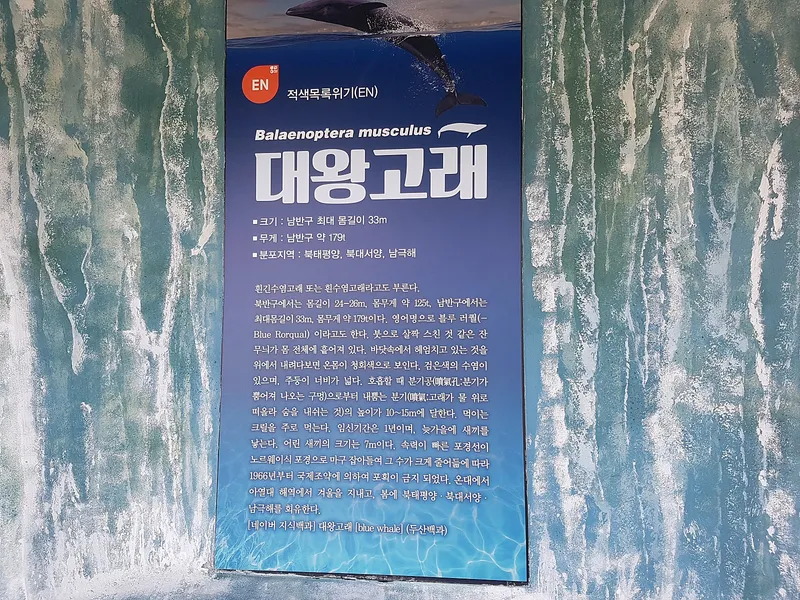 EN
적색목록위기(EN)
Balaenoptera musculus
대왕고래
■ 크기 : 남반구 최대 몸길이 33m
■ 무게 : 남반구 약 179t
■ 분포지역 : 북태평양, 북대서양, 남극해
흰긴수염고래 또는 흰수염고래라고도 부른다.
북반구에서는 몸길이 24-26m, 몸무게 약 125t, 남반구에서는
최대몸길이 33m, 몸무게 약 179t이다. 영어명으로 블루 러퀄(-
Blue Rorqual) 이라고도 한다. 붓으로 살짝 스친 것 같은 잔
무늬가 몸 전체에 흩어져 있다. 바닷속에서 헤엄치고 있는 것을
위에서 내려다보면 온몸이 청회색으로 보인다. 검은색의 수염이
있으며, 주둥이 너비가 넓다. 호흡할 때 분기공(噴氣孔:분기가
뿜어져 나오는 구멍)으로부터 내뿜는 분기(噴氣:고래가 물 위로
떠올라 숨을 내쉬는 것)의 높이가 10~15m에 달한다. 먹이는
크릴을 주로 먹는다. 임신기간은 1년이며, 늦가을에 새끼를
낳는다. 어린 새끼의 크기는 7m이다. 속력이 빠른 포경선이
노르웨이식 포경으로 마구 잡아들여 그 수가 크게 줄어듦에 따라
1966년부터 국제조약에 의하여 포획이 금지 되었다. 온대에서
아열대 해역에서 겨울을 지내고, 봄에 북태평양·북대서양·
남극해를 회유한다.
[네이버 지식백과] 대왕고래 [blue whale] (두산백과)